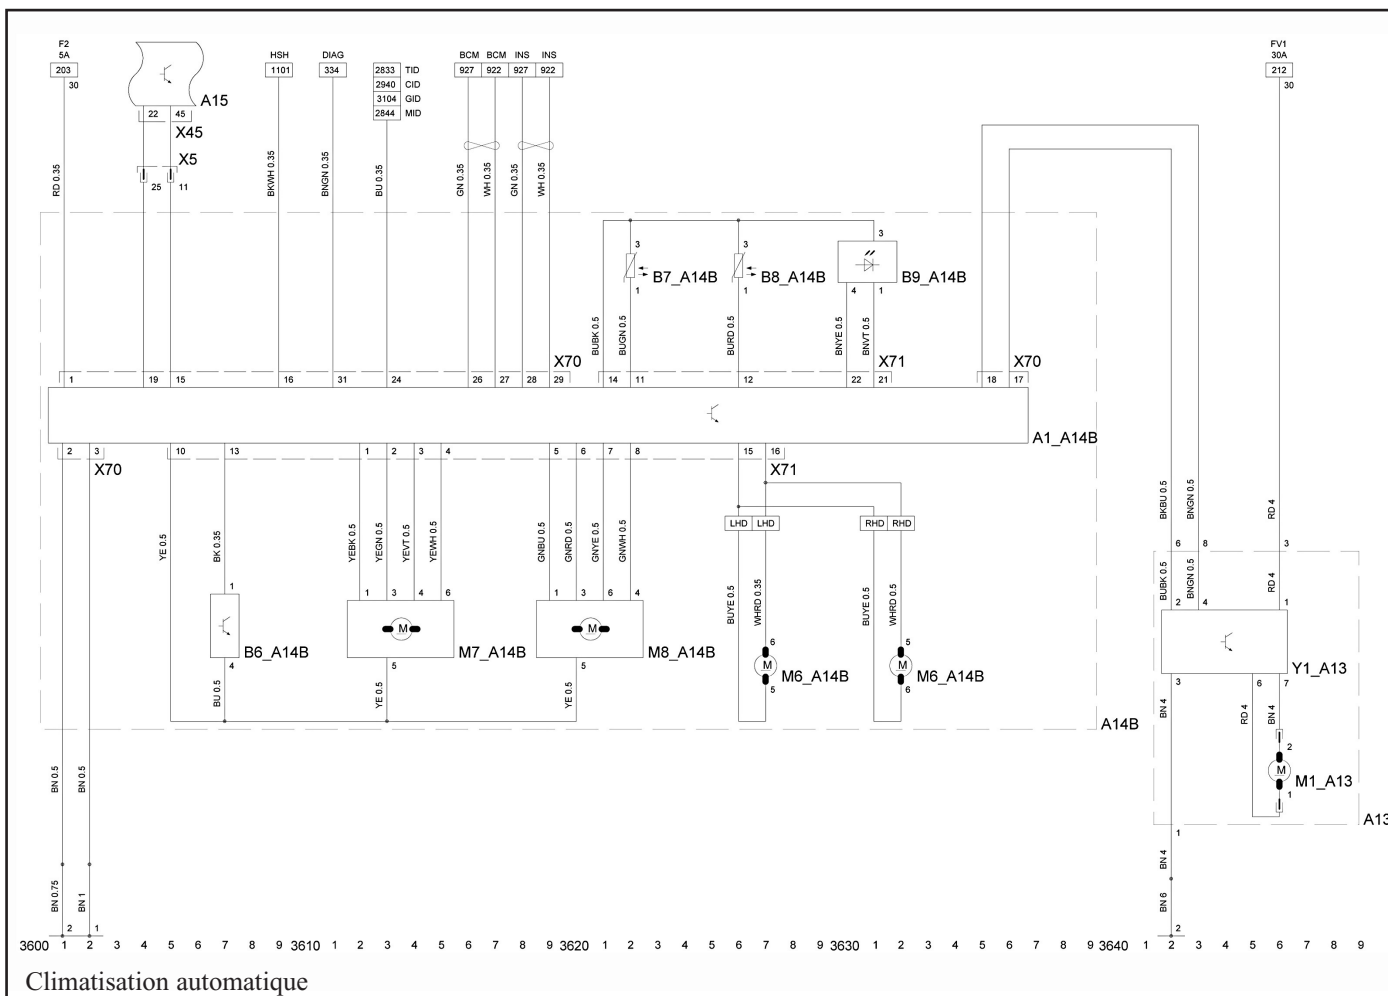 F2 HSH DIAG BCM BCM INS INS FV1
5A 30A
203 1101 334 2833 TID 927 922 927 922 212
30 2940 CID 30
A15 3104 GID
22 45 2844 MID
X45
X5
25 11
RD 0.35 BKWH 0.35 BNGN 0.35 BU 0.35 GN 0.35 WH 0.35 GN 0.35 WH 0.35
3 3 3
B7_A14B B8_A14B B9_A14B
1 1 4 1
BUBK 0.5 BUGN 0.5 BURD 0.5 BNYE 0.5 BNVT 0.5
X70 X71 X70
1 19 15 16 31 24 26 27 28 29 14 11 12 22 21 18 17
A1_A14B
2 3 10 13 1 2 3 4 5 6 7 8 15 16
X70 X71
BKBU 0.5 BNGN 0.5 RD 4
LHD LHD RHD RHD
YE 0.5 BK 0.35 YEBK 0.5 YEGN 0.5 YEVT 0.5 YEWH 0.5 GNBU 0.5 GNRD 0.5 GNYE 0.5 GNWH 0.5
6 8 3
BUBK 0.5 BNGN 0.5 RD 4
1 1 3 4 6 1 3 6 4 BUYE 0.5 WHRD 0.35 BUYE 0.5 WHRD 0.5 2 4 1
M M
B6_A14B M7_A14B M8_A14B
6 5
M M6_A14B M M6_A14B Y1_A13
4 5 5 5 6 3 6 7
BU 0.5 YE 0.5 YE 0.5 BN 4 RD 4 BN 4
A14B
2
BN 0.5 BN 0.5 M M1_A13
1
A13
1
BN 4
BN 0.75 BN 1 BN 6
2 1 2
3600 1 2 3 4 5 6 7 8 9 3610 1 2 3 4 5 6 7 8 9 3620 1 2 3 4 5 6 7 8 9 3630 1 2 3 4 5 6 7 8 9 3640 1 2 3 4 5 6 7 8 9
Climatisation automatique